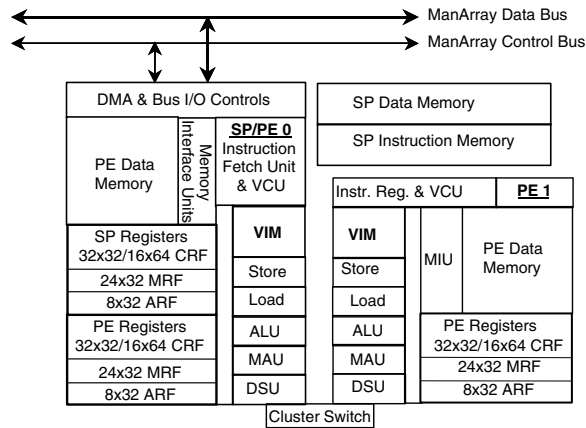 ManArray Data Bus
ManArray Control Bus
DMA & Bus I/O Controls
PE Data
Memory
Memory
Interface Units
SP/PE 0
Instruction
Fetch Unit
& VCU
SP Data Memory
SP Instruction Memory
Instr. Reg. & VCU
PE 1
SP Registers
32x32/16x64 CRF
24x32 MRF
8x32 ARF
PE Registers
32x32/16x64 CRF
24x32 MRF
8x32 ARF
VIM
Store
Load
ALU
MAU
DSU
VIM
Store
Load
ALU
MAU
DSU
MIU
PE Data
Memory
PE Registers
32x32/16x64 CRF
24x32 MRF
8x32 ARF
Cluster Switch